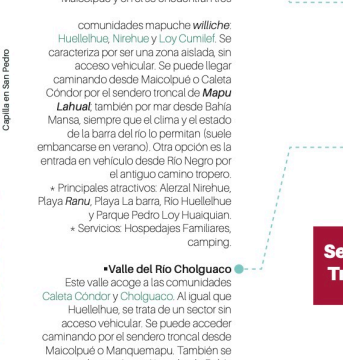 comunidades mapuche williche:
Huellelhue, Nirehue y Loy Cumilef. Se
caracteriza por ser una zona aislada, sin
acceso vehicular. Se puede llegar
caminando desde Maicolpué o Caleta
Cóndor por el sendero troncal de Mapu
Lahual; también por mar desde Bahía
Mansa, siempre que el clima y el estado
de la barra del río lo permitan (suele
embancarse en verano). Otra opción es la
entrada en vehículo desde Río Negro por
el antiguo camino tropero.
* Principales atractivos: Alerzal Nirehue,
Playa Ranu, Playa La barra, Río Huellelhue
y Parque Pedro Loy Huaiquian.
* Servicios: Hospedajes Familiares,
camping.
▪Valle del Río Cholguaco
Este valle acoge a las comunidades
Caleta Cóndor y Cholguaco. Al igual que
Huellelhue, se trata de un sector sin
acceso vehicular. Se puede acceder
caminando por el sendero troncal desde
Maicolpué o Manquemapu. También se
Capilla en San Pedro
Se
Tr